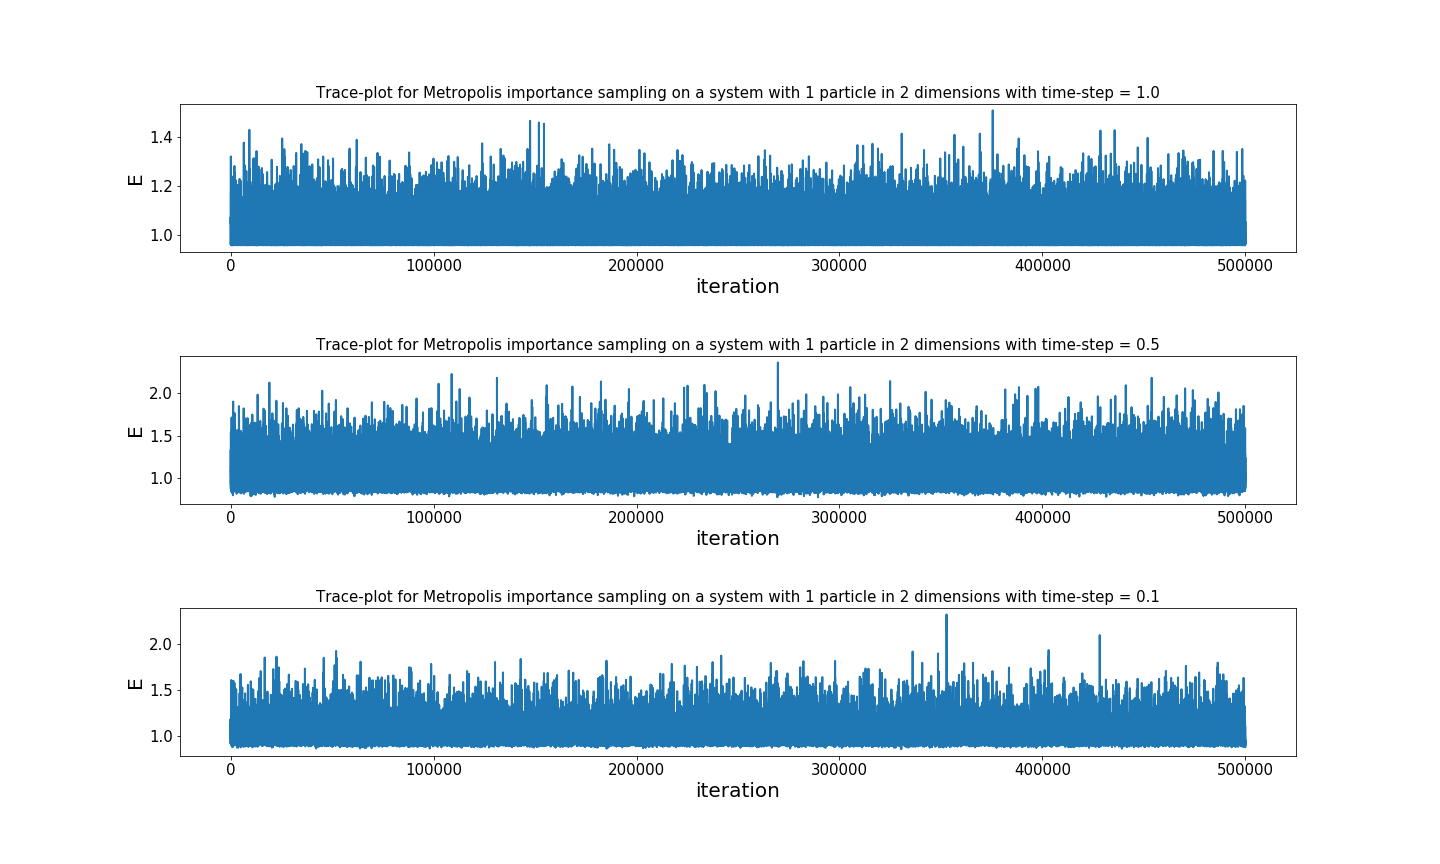 Trace-plot for Metropolis importance sampling on a system with 1 particle in 2 dimensions with time-step = 1.0
1.4
1.2
1.0
E
0 100000 200000 300000 400000 500000
iteration
Trace-plot for Metropolis importance sampling on a system with 1 particle in 2 dimensions with time-step = 0.5
2.0
1.5
1.0
E
0 100000 200000 300000 400000 500000
iteration
Trace-plot for Metropolis importance sampling on a system with 1 particle in 2 dimensions with time-step = 0.1
2.0
1.5
1.0
E
0 100000 200000 300000 400000 500000
iteration